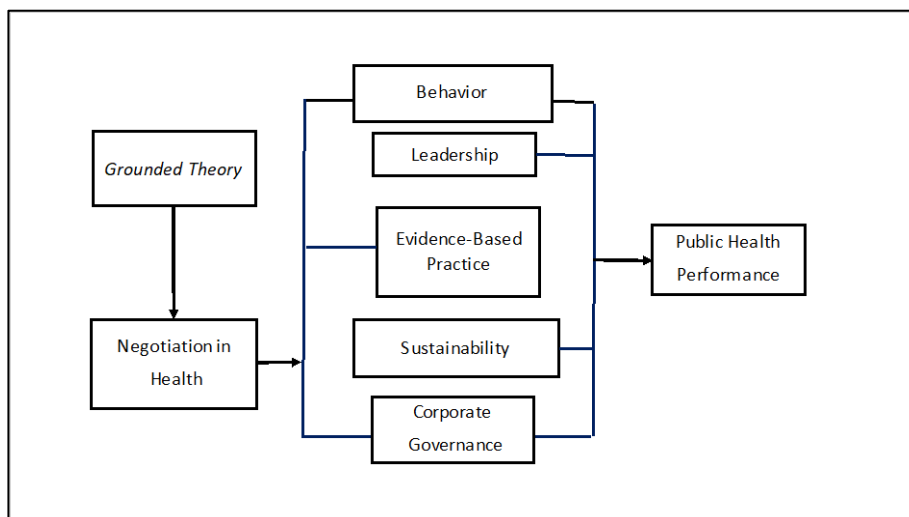 Grounded Theory
Negotiation in
Health
Behavior
Leadership
Evidence-Based
Practice
Sustainability
Corporate
Governance
Public Health
Performance